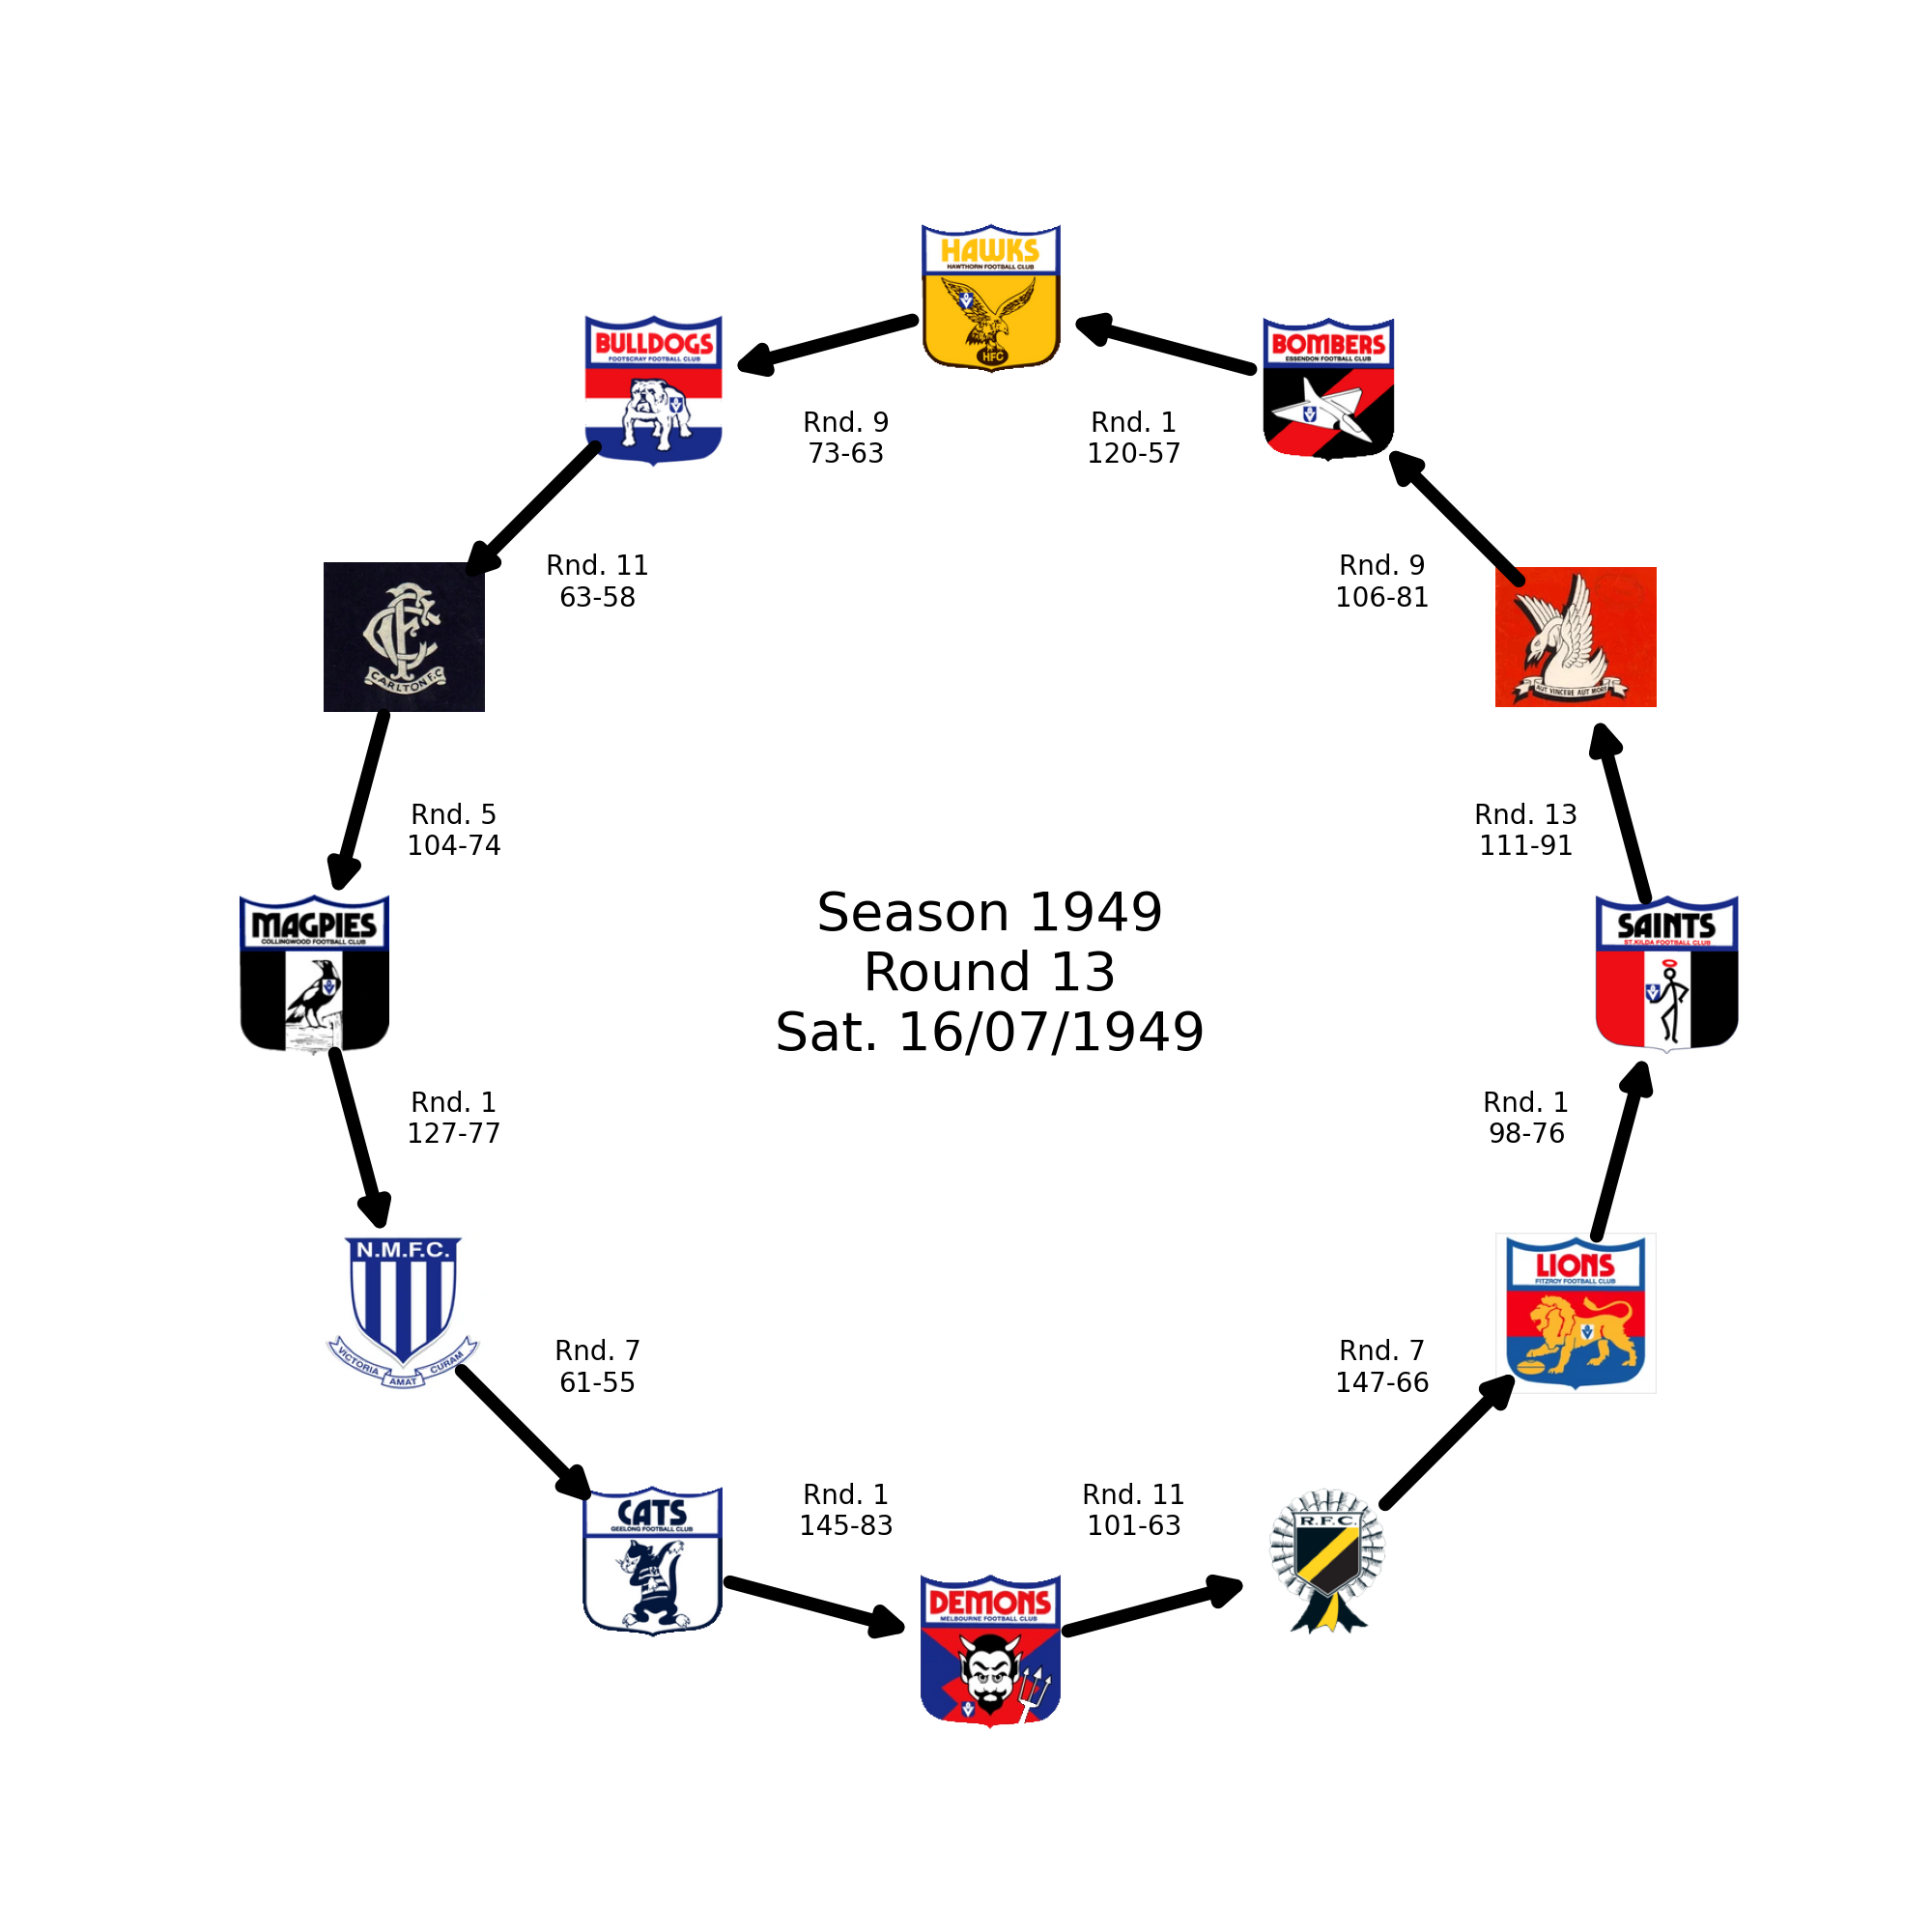 HAWKS
HAWTHORN FOOTBALL CLUB
HFC
BULLDOGS
FOOTSCRAY FOOTBALL CLUB
BOMBERS
ESSENDON FOOTBALL CLUB
Rnd. 9
73-63
Rnd. 1
120-57
Rnd. 11
63-58
Rnd. 9
106-81
CFC
CARLTON F.C
AUT VINCERE AUT MORI
Rnd. 5
104-74
Rnd. 13
111-91
MAGPIES
COLLINGWOOD FOOTBALL CLUB
Season 1949
Round 13
Sat. 16/07/1949
SAINTS
ST.KILDA FOOTBALL CLUB
Rnd. 1
127-77
Rnd. 1
98-76
N.M.F.C.
VICTORIA AMAT CURAM
LIONS
FITZROY FOOTBALL CLUB
Rnd. 7
61-55
Rnd. 7
147-66
CATS
GEELONG FOOTBALL CLUB
Rnd. 1
145-83
Rnd. 11
101-63
R.F.C.
DEMONS
MELBOURNE FOOTBALL CLUB